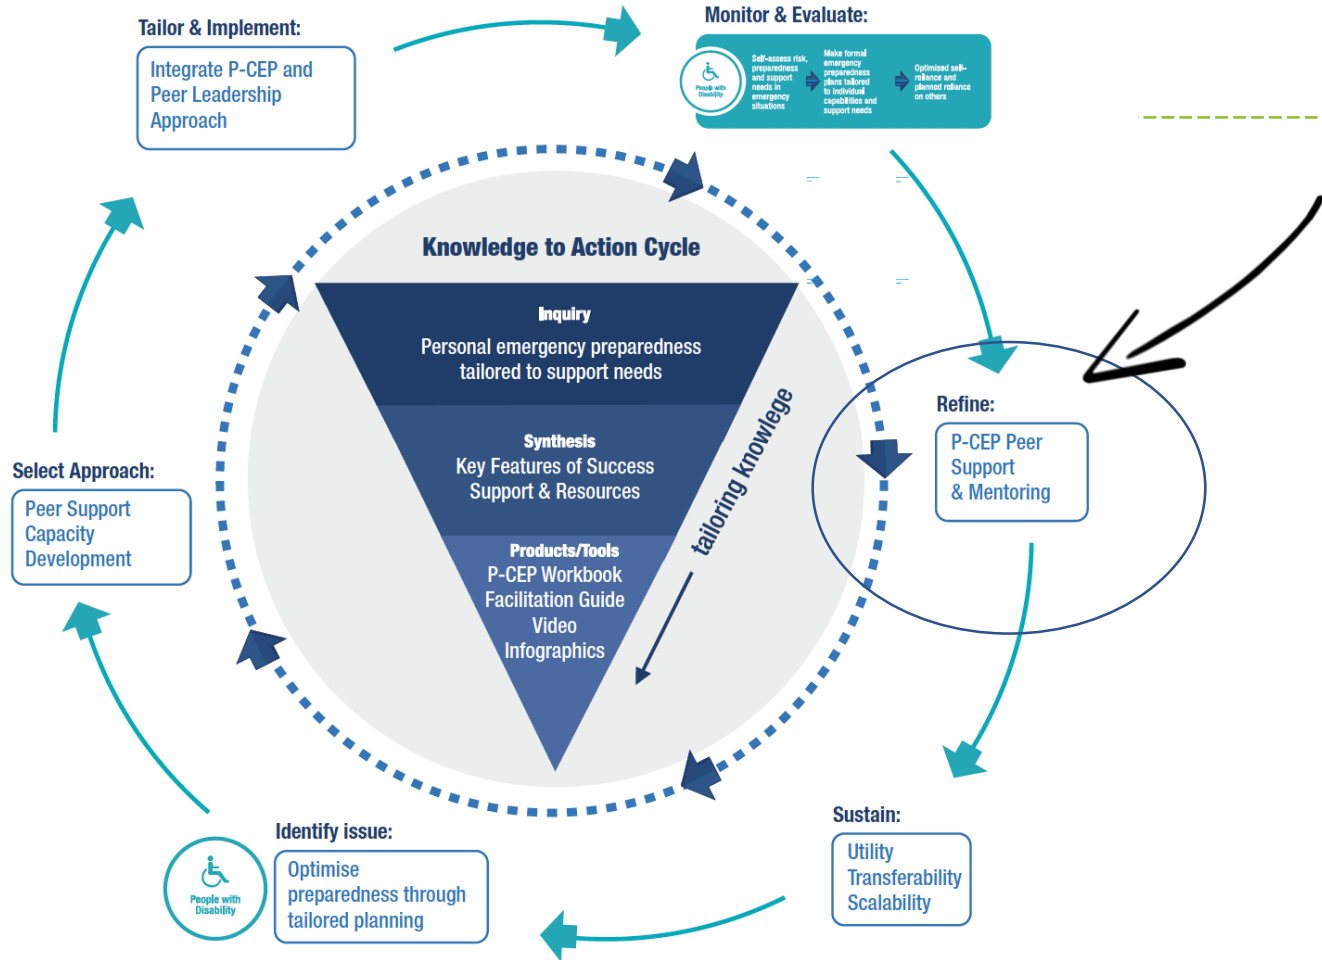 Tailor & Implement:
Integrate P-CEP and
Peer Leadership
Approach
Monitor & Evaluate:
People with
Disability
Self-assess risk,
preparedness
and support
needs in
emergency
situations
Make formal
emergency
preparedness
plans tailored
to individual
capabilities and
support needs
Optimised self-
reliance and
planned reliance
on others
Knowledge to Action Cycle
Inquiry
Personal emergency preparedness
tailored to support needs
Synthesis
Key Features of Success
Support & Resources
Products/Tools
P-CEP Workbook
Facilitation Guide
Video
Infographics
tailoring knowlege
Refine:
P-CEP Peer
Support
& Mentoring
Select Approach:
Peer Support
Capacity
Development
Sustain:
Utility
Transferability
Scalability
Identify issue:
Optimise
preparedness through
tailored planning
People with
Disability